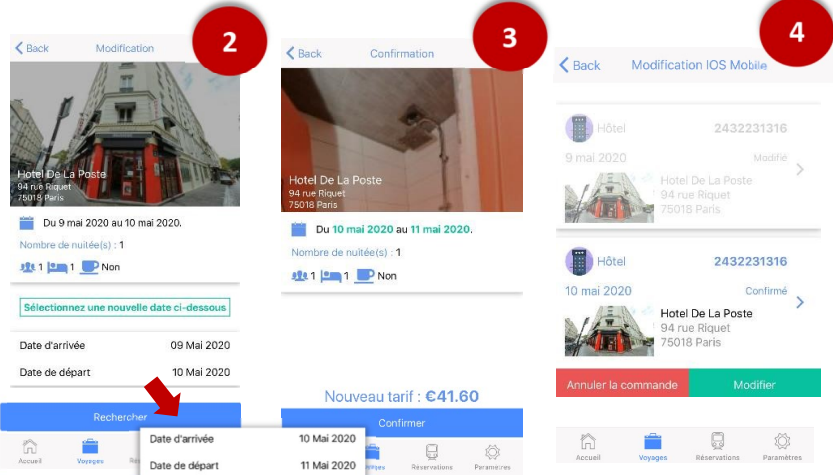 2
Back
Modification
Hotel De La Poste
94 rue Riquet
75018 Paris
Du 9 mai 2020 au 10 mai 2020.
Nombre de nuitée(s) : 1
1 1 Non
Sélectionnez une nouvelle date ci-dessous
Date d'arrivée 09 Mai 2020
Date de départ 10 Mai 2020
Rechercher
Accueil Voyages
Date d'arrivée 10 Mai 2020
Date de départ 11 Mai 2020
3
Back
Confirmation
Hotel De La Poste
94 rue Riquet
75018 Paris
Du 10 mai 2020 au 11 mai 2020.
Nombre de nuitée(s) : 1
1 1 Non
Nouveau tarif : €41.60
Confirmer
Réservations Paramètres
4
Back
Modification IOS Mobile
Hôtel 2432231316
9 mai 2020 Modifié
Hotel De La Poste
94 rue Riquet
75018 Paris
Hôtel 2432231316
10 mai 2020 Confirmé
Hotel De La Poste
94 rue Riquet
75018 Paris
Annuler la commande Modifier
Accueil Voyages Réservations Paramètres